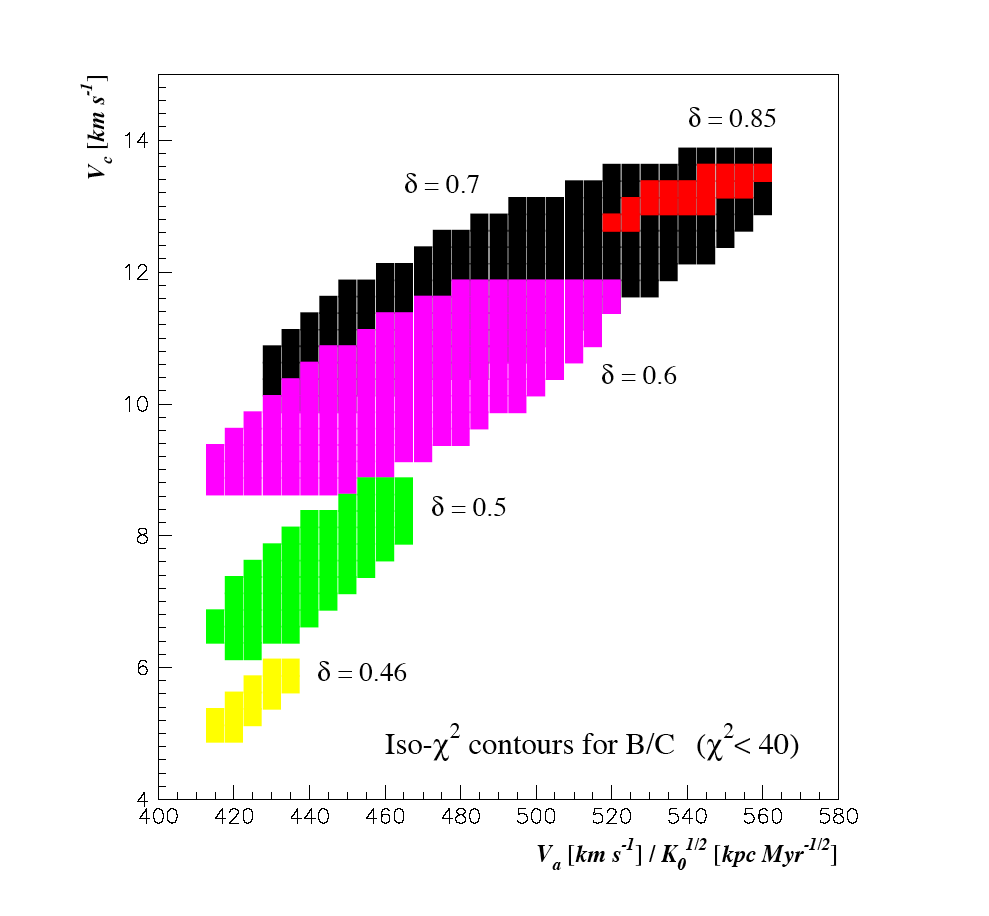 V_c [km s^-1]
δ = 0.85
14
δ = 0.7
12
δ = 0.6
10
δ = 0.5
8
6
δ = 0.46
Iso-χ² contours for B/C (χ²< 40)
4
400 420 440 460 480 500 520 540 560 580
V_a [km s^-1] / K_0^1/2 [kpc Myr^-1/2]